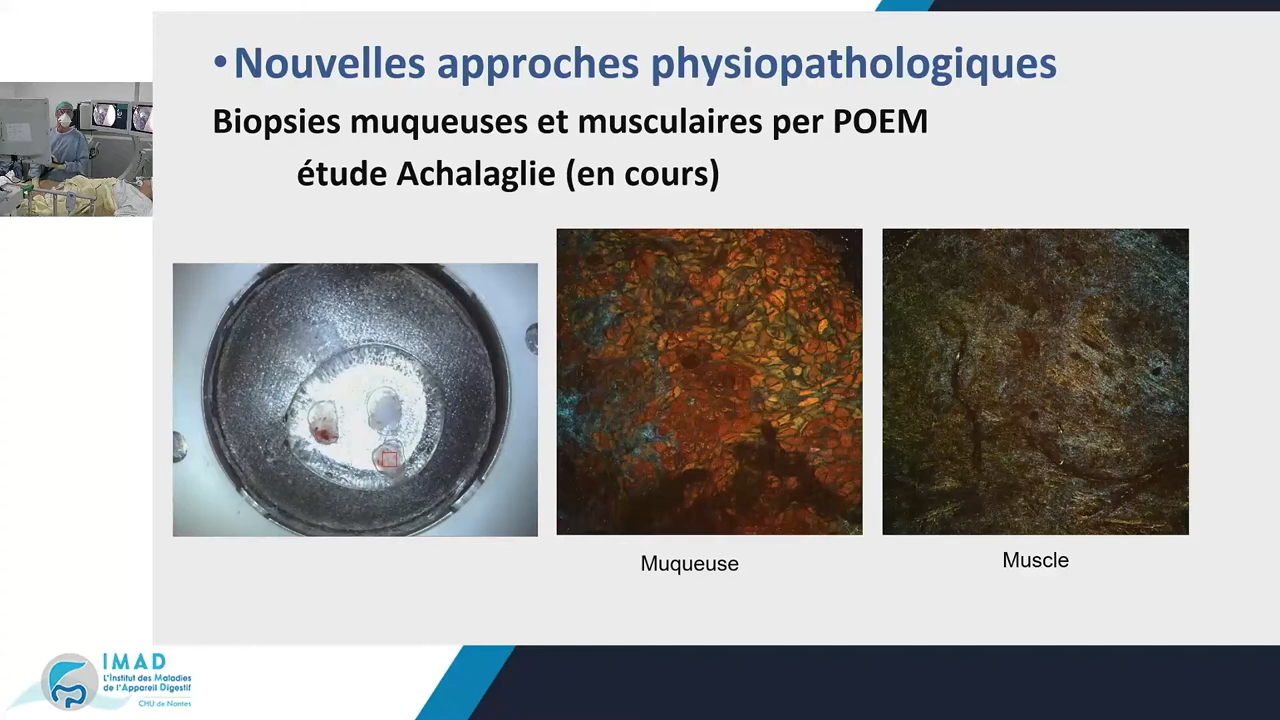 • Nouvelles approches physiopathologiques
Biopsies muqueuses et musculaires per POEM
étude Achalaglie (en cours)
Muqueuse
Muscle
IMAD
L'Institut des Maladies
de l'Appareil Digestif
CHU de Nantes